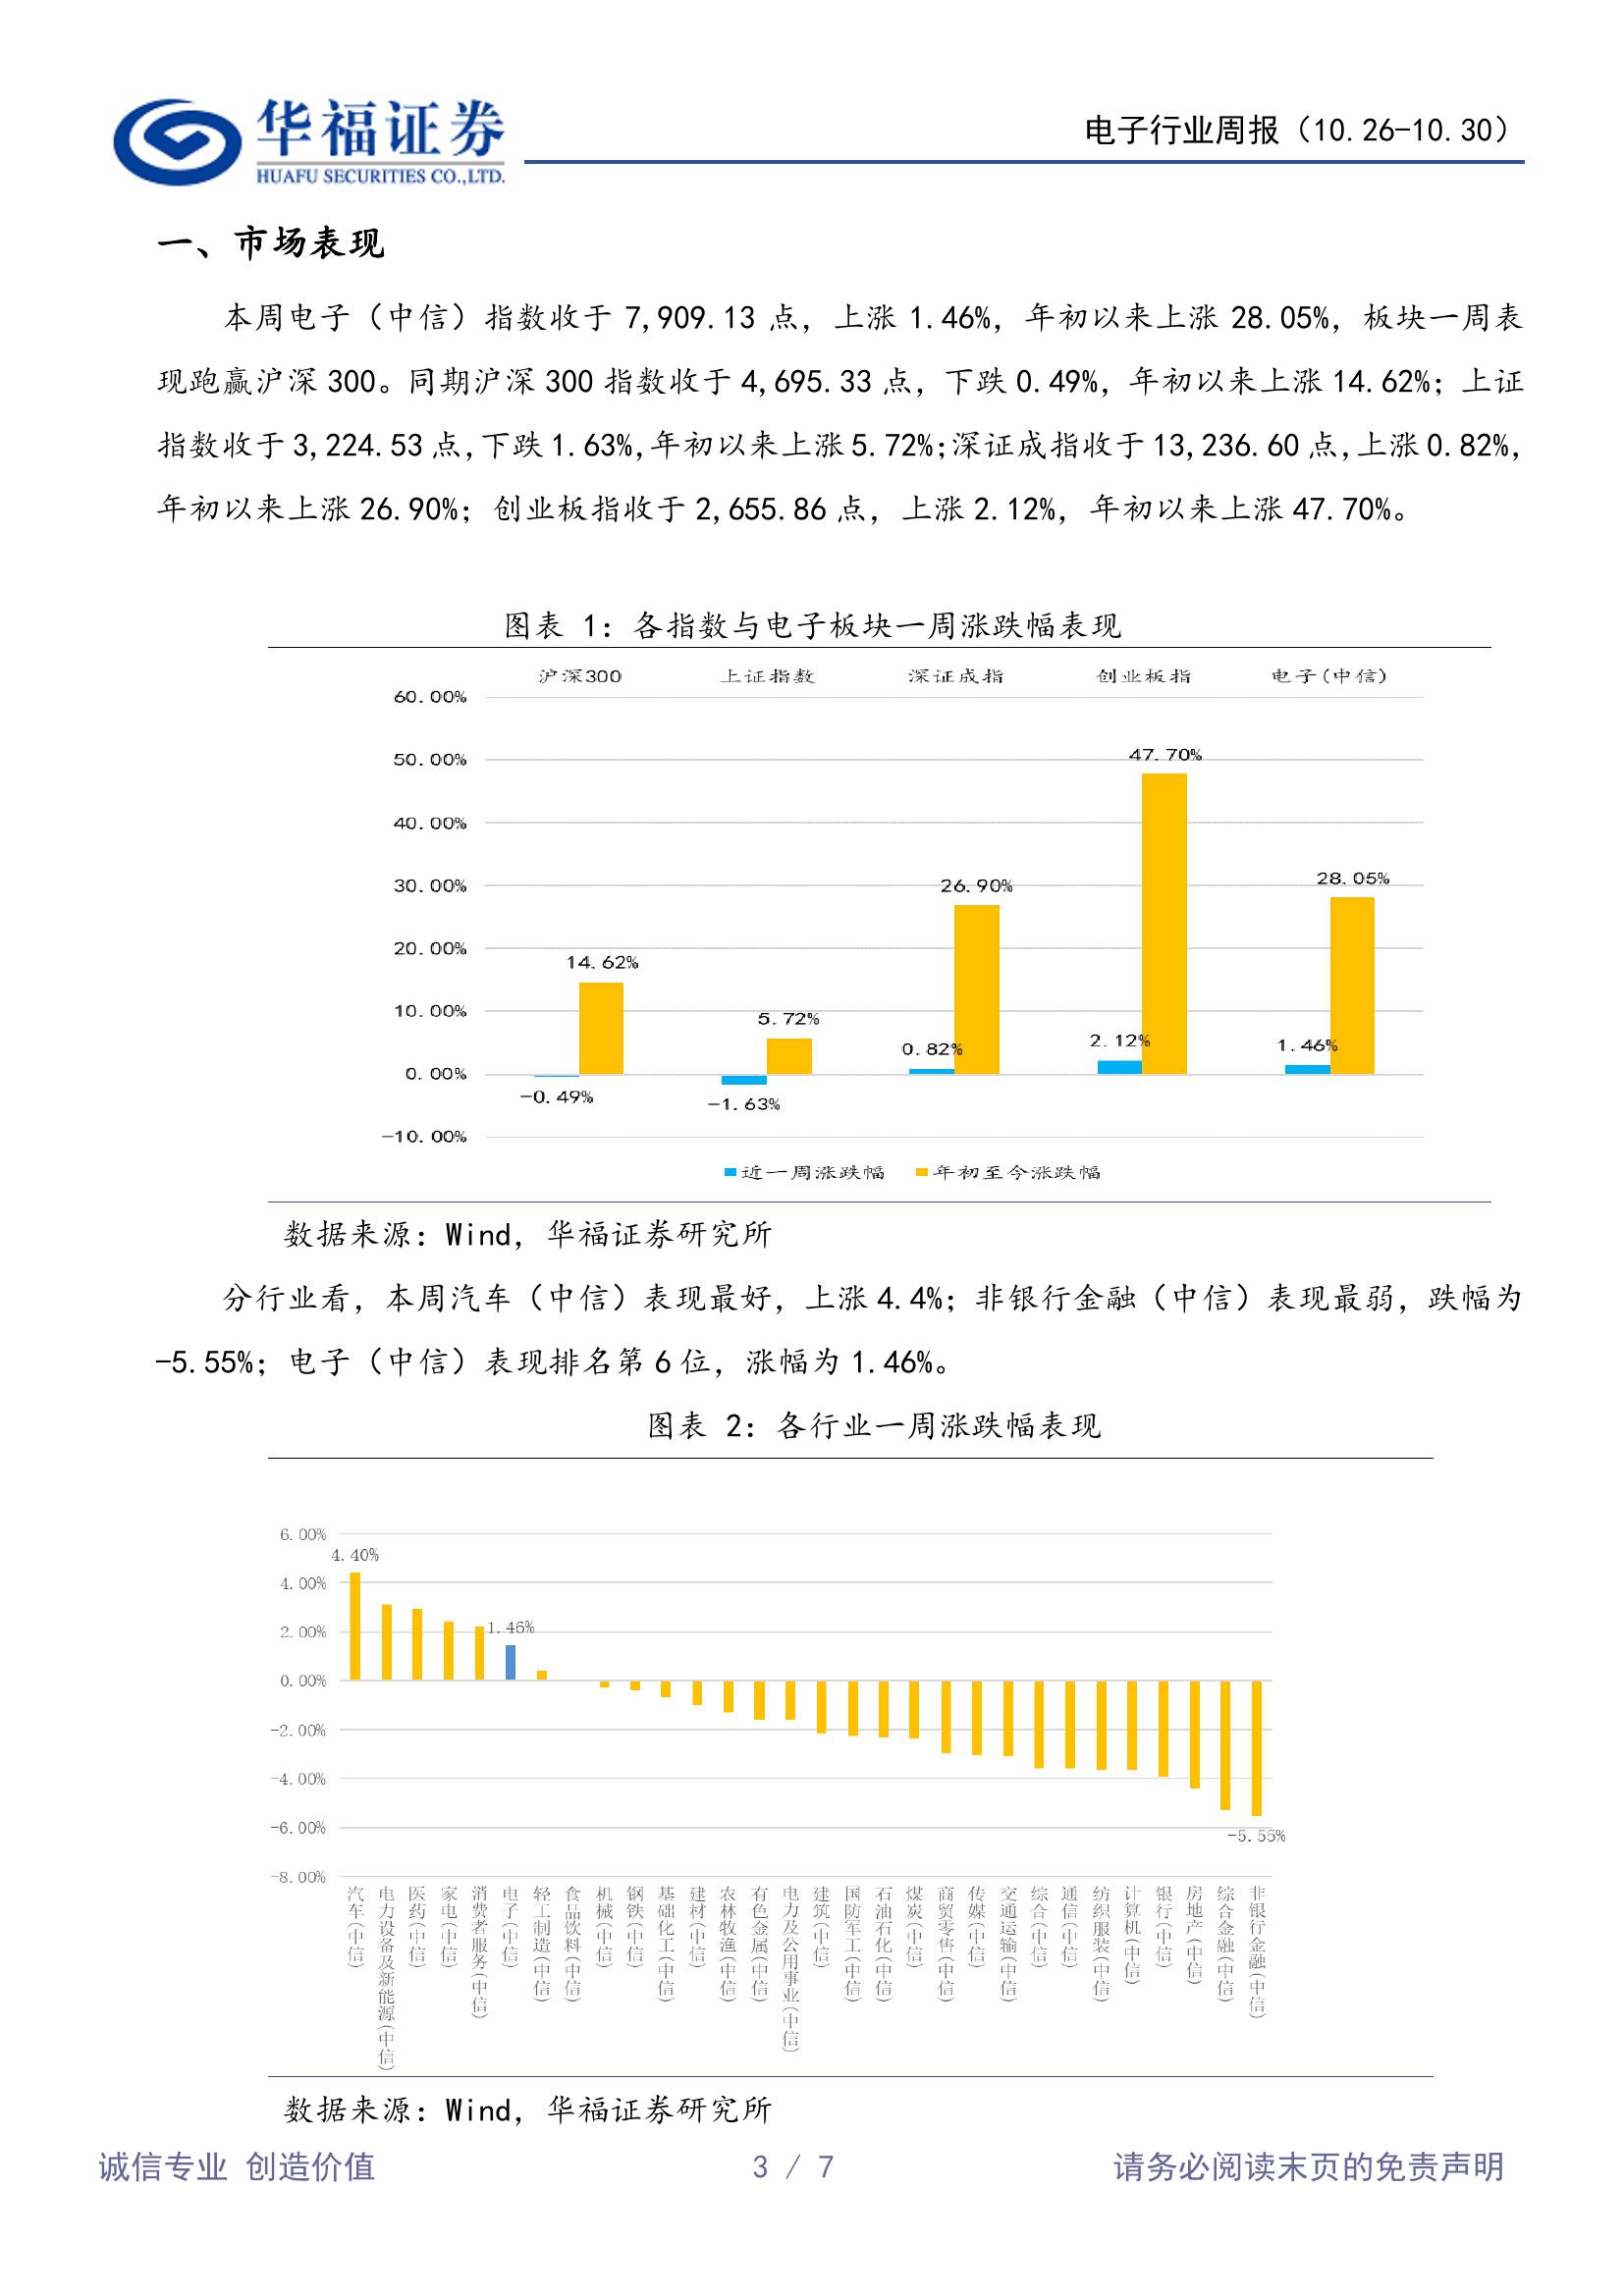 华福证券
HUAFU SECURITIES CO.,LTD.
电子行业周报（10.26-10.30）
一、市场表现
本周电子（中信）指数收于 7,909.13 点，上涨 1.46%，年初以来上涨 28.05%，板块一周表
现跑赢沪深 300。同期沪深 300 指数收于 4,695.33 点，下跌 0.49%，年初以来上涨 14.62%；上证
指数收于 3,224.53 点，下跌 1.63%，年初以来上涨 5.72%；深证成指收于 13,236.60 点，上涨 0.82%，
年初以来上涨 26.90%；创业板指收于 2,655.86 点，上涨 2.12%，年初以来上涨 47.70%。
图表 1：各指数与电子板块一周涨跌幅表现
沪深300 上证指数 深证成指 创业板指 电子(中信)
60.00%
50.00%
40.00%
30.00%
20.00%
10.00%
0.00%
-10.00%
47.70%
26.90%
28.05%
14.62%
5.72%
0.82%
2.12%
1.46%
-0.49%
-1.63%
近一周涨跌幅 年初至今涨跌幅
数据来源：Wind，华福证券研究所
分行业看，本周汽车（中信）表现最好，上涨 4.4%；非银行金融（中信）表现最弱，跌幅为
-5.55%；电子（中信）表现排名第 6 位，涨幅为 1.46%。
图表 2：各行业一周涨跌幅表现
6.00%
4.00%
2.00%
0.00%
-2.00%
-4.00%
-6.00%
-8.00%
4.40%
1.46%
-5.55%
汽车(中信)
电力设备及新能源(中信)
医药(中信)
家电(中信)
消费者服务(中信)
电子(中信)
轻工制造(中信)
食品饮料(中信)
机械(中信)
钢铁(中信)
基础化工(中信)
建材(中信)
农林牧渔(中信)
有色金属(中信)
电力及公用事业(中信)
建筑(中信)
国防军工(中信)
石油石化(中信)
煤炭(中信)
商贸零售(中信)
传媒(中信)
交通运输(中信)
综合(中信)
通信(中信)
纺织服装(中信)
计算机(中信)
银行(中信)
房地产(中信)
综合金融(中信)
非银行金融(中信)
数据来源：Wind，华福证券研究所
诚信专业 创造价值 3 / 7 请务必阅读末页的免责声明